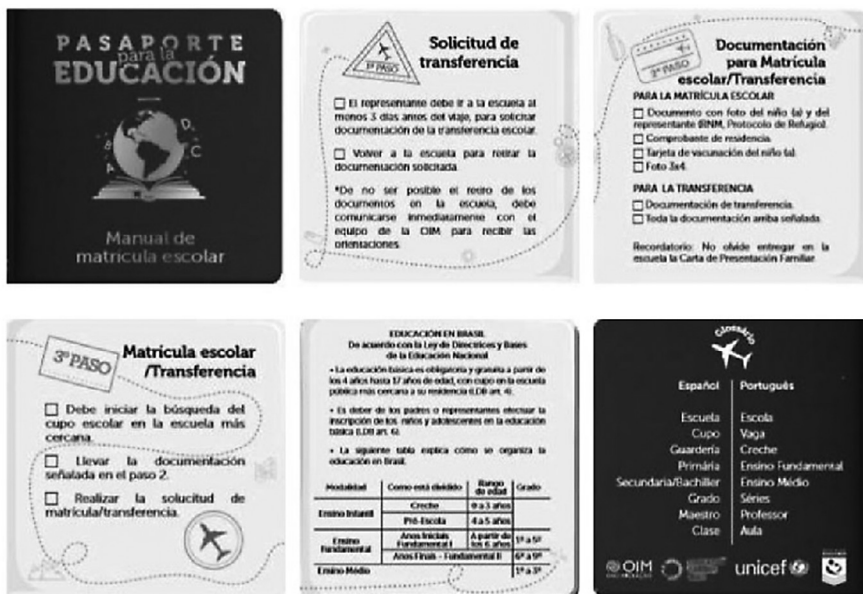 PASAPORTE
para la
EDUCACIÓN
Manual de
matrícula escolar
1º PASO
Solicitud de
transferencia
El representante debe ir a la escuela al
menos 3 días antes del viaje, para solicitar
documentación de la transferencia escolar.
Volver a la escuela para retirar la
documentación solicitada.
*De no ser posible el retiro de los
documentos en la escuela, debe
comunicarse inmediatamente con el
equipo de la OIM para recibir las
orientaciones.
2º PASO
Documentación
para Matrícula
escolar/Transferencia
PARA LA MATRÍCULA ESCOLAR
Documento con foto del niño (a) y del
representante (RNM, Protocolo de Refugio).
Comprobante de residencia.
Tarjeta de vacunación del niño (a).
Foto 3x4.
PARA LA TRANSFERENCIA
Documentación de transferencia.
Toda la documentación arriba señalada.
Recordatorio: No olvide entregar en la
escuela la Carta de Presentación Familiar.
3º PASO
Matrícula escolar
/Transferencia
Debe iniciar la búsqueda del
cupo escolar en la escuela más
cercana.
Llevar la documentación
señalada en el paso 2.
Realizar la solucitud de
matrícula/transferencia.
EDUCACIÓN EN BRASIL
De acuerdo con la Ley de Directrices y Bases
de la Educación Nacional
• La educación básica es obligatoria y gratuita a partir de
los 4 años hasta 17 años de edad, con cupo en la escuela
pública más cercana a su residencia (LDB art. 4).
• Es deber de los padres o representantes efectuar la
inscripción de los niños y adolescentes en la educación
básica (LDB art. 6).
• La siguiente tabla explica cómo se organiza la
educación en Brasil.
Modalidad Como está dividido Rango de edad Grado
Ensino Infantil Creche 0 a 3 años
Pré-Escola 4 a 5 años
Ensino Fundamental Anos Iniciais Fundamental I A partir de los 6 años 1º a 5º
Anos Finais - Fundamental II 6º a 9º
Ensino Médio 1º a 3º
Glossário
Español Português
Escuela Escola
Cupo Vaga
Guardería Creche
Primária Ensino Fundamental
Secundaria/Bachiller Ensino Médio
Grado Séries
Maestro Professor
Clase Aula
OIM
unicef